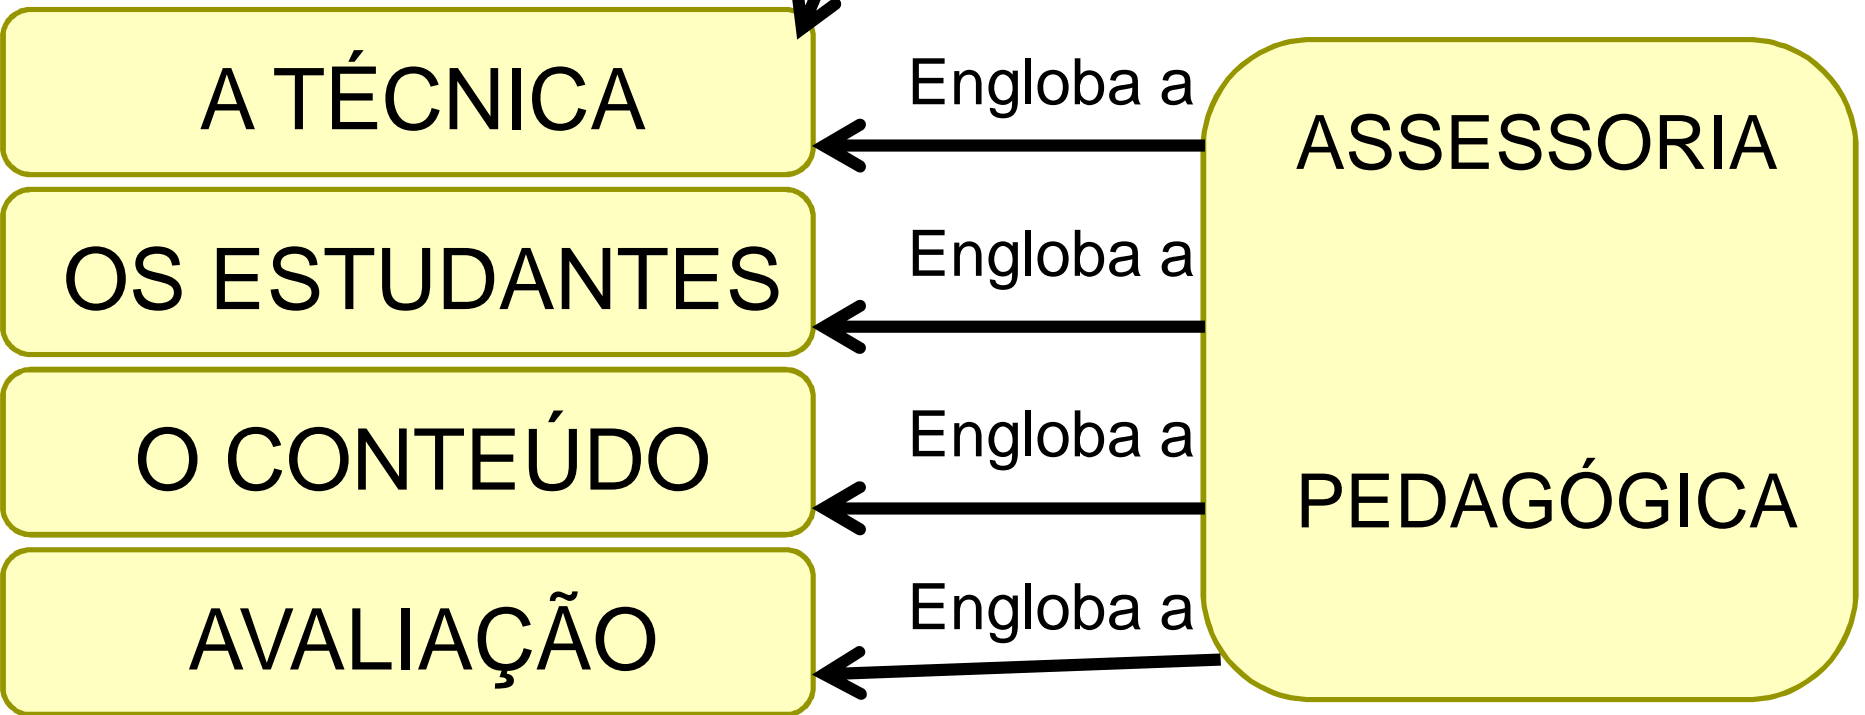 A TÉCNICA
Engloba a
ASSESSORIA
OS ESTUDANTES
Engloba a
O CONTEÚDO
Engloba a
PEDAGÓGICA
AVALIAÇÃO
Engloba a